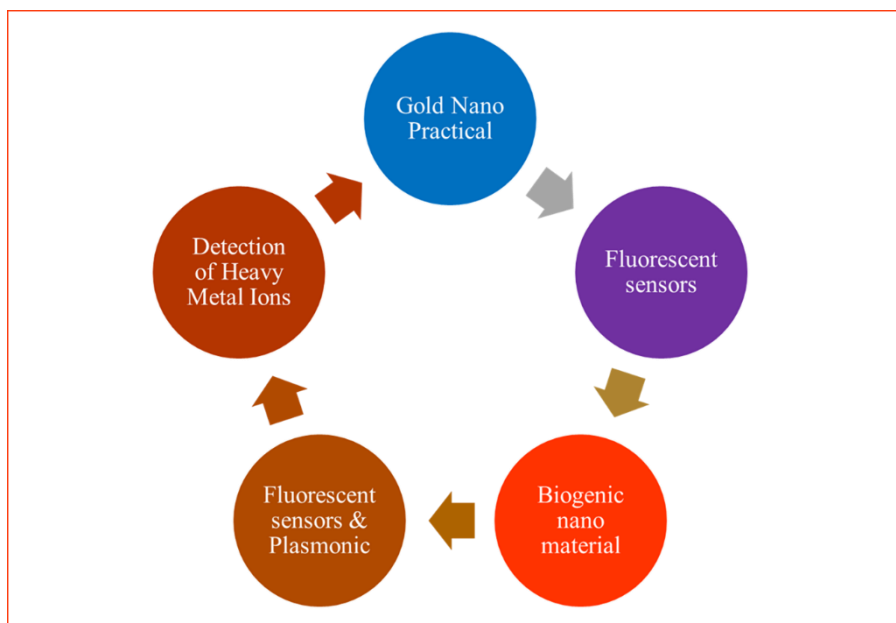 Gold Nano
Practical
Fluorescent
sensors
Biogenic
nano
material
Fluorescent
sensors &
Plasmonic
Detection
of Heavy
Metal Ions